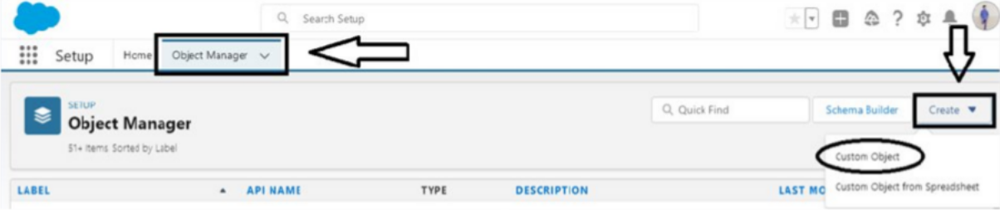 Search Setup
Setup Home Object Manager
SETUP
Object Manager
51+ Items Sorted by Label
Quick Find Schema Builder Create
Custom Object
Custom Object from Spreadsheet
LABEL API NAME TYPE DESCRIPTION LAST MO